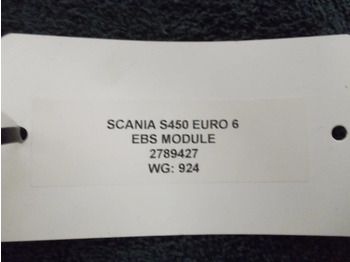 SCANIA S450 EURO 6
EBS MODULE
2789427
WG: 924